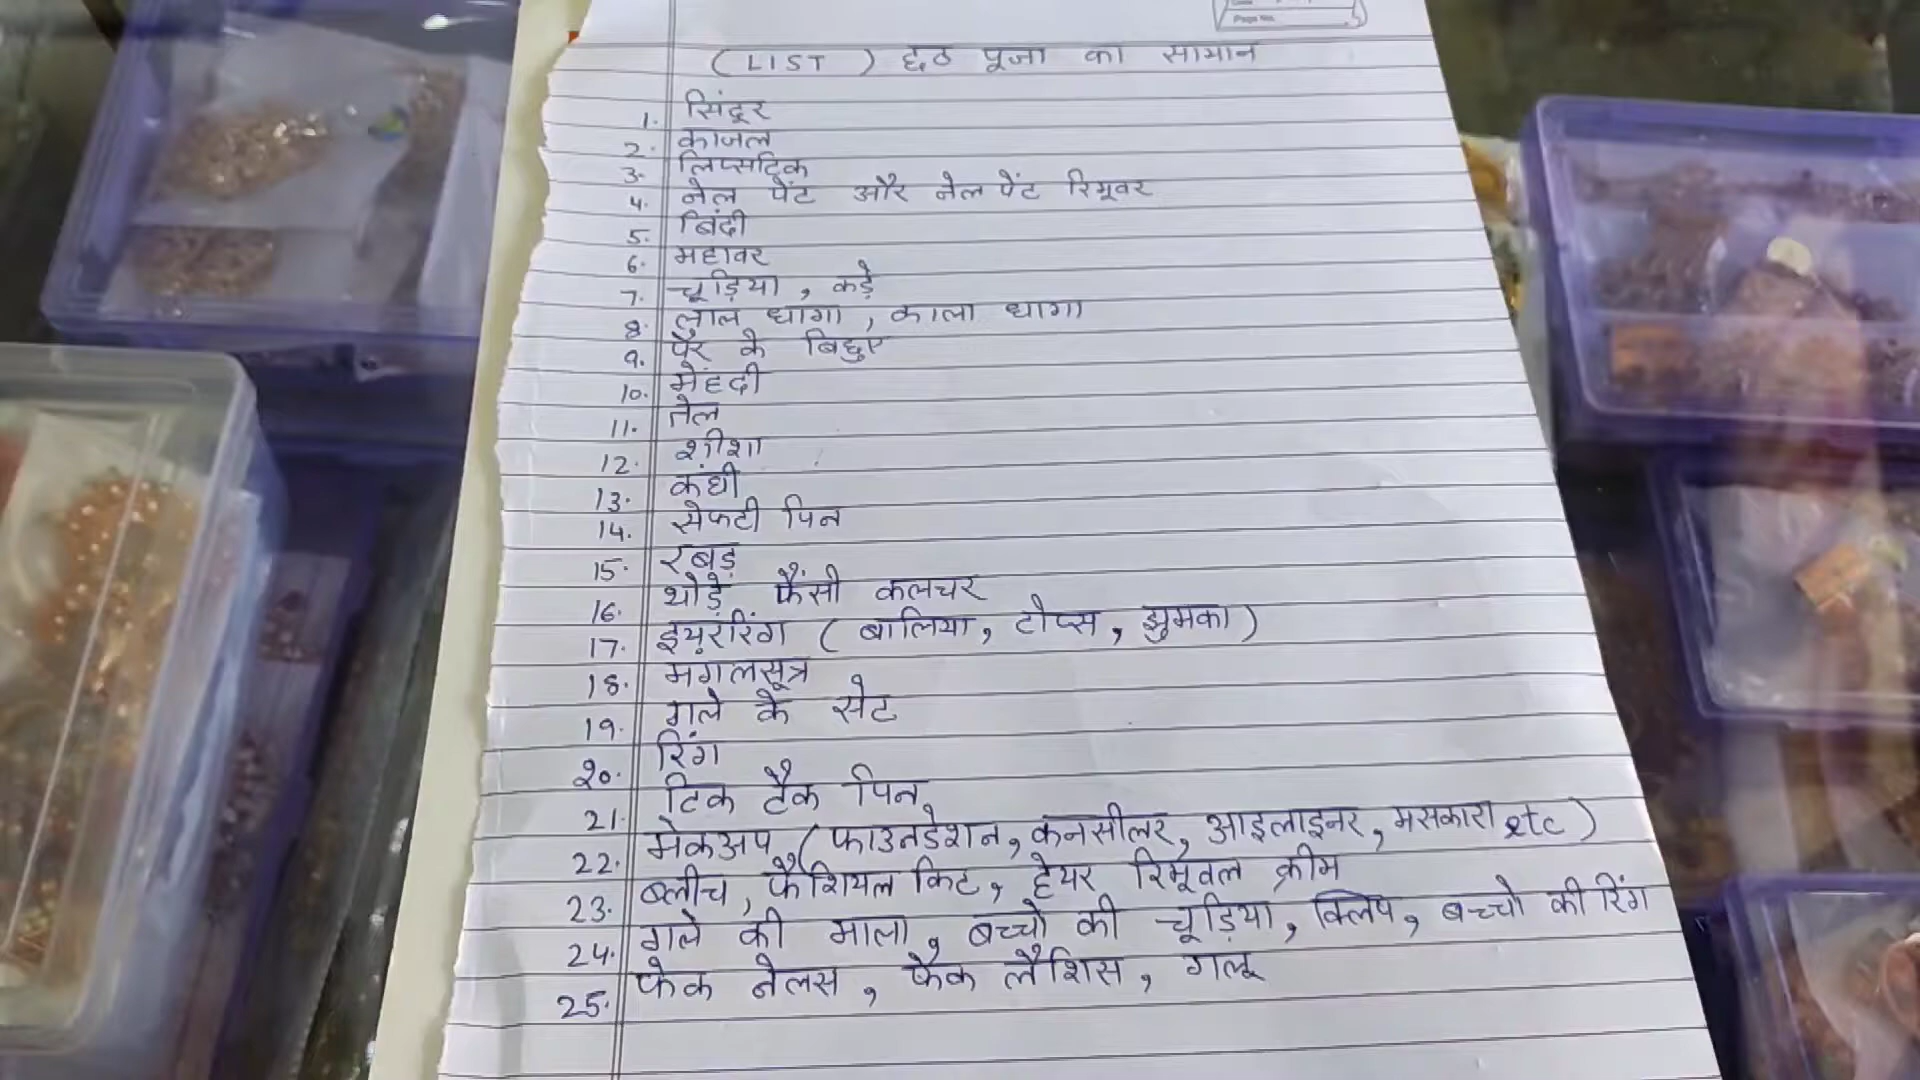 Page No.
( LIST ) छठ पूजा का सामान
1. सिंदूर
2. काजल
3. लिप्सटिक
4. नेल पेंट और नेल पेंट रिमूवर
5. बिंदी
6. महावर
7. चूड़िया , कड़े
8. लाल धागा , काला धागा
9. पैर के बिछुए
10. मेंहदी
11. तेल
12. शीशा
13. कंघी
14. सेफटी पिन
15. रबड़
16. थोड़े फैंसी कलचर
17. इयररिंग ( बालिया, टोप्स , झुमका )
18. मगलसूत्र
19. गले के सेट
20. रिंग
21. टिक टैक पिन
22. मेकअप ( फाउनडेशन, कनसीलर, आइलाइनर, मसकारा etc )
23. ब्लीच , फैशियल किट, हेयर रिमूवल क्रीम
24. गले की माला, बच्चो की चूड़िया, क्लिप, बच्चो की रिंग
25. फेक नेलस , फेक लैशिस , गलू